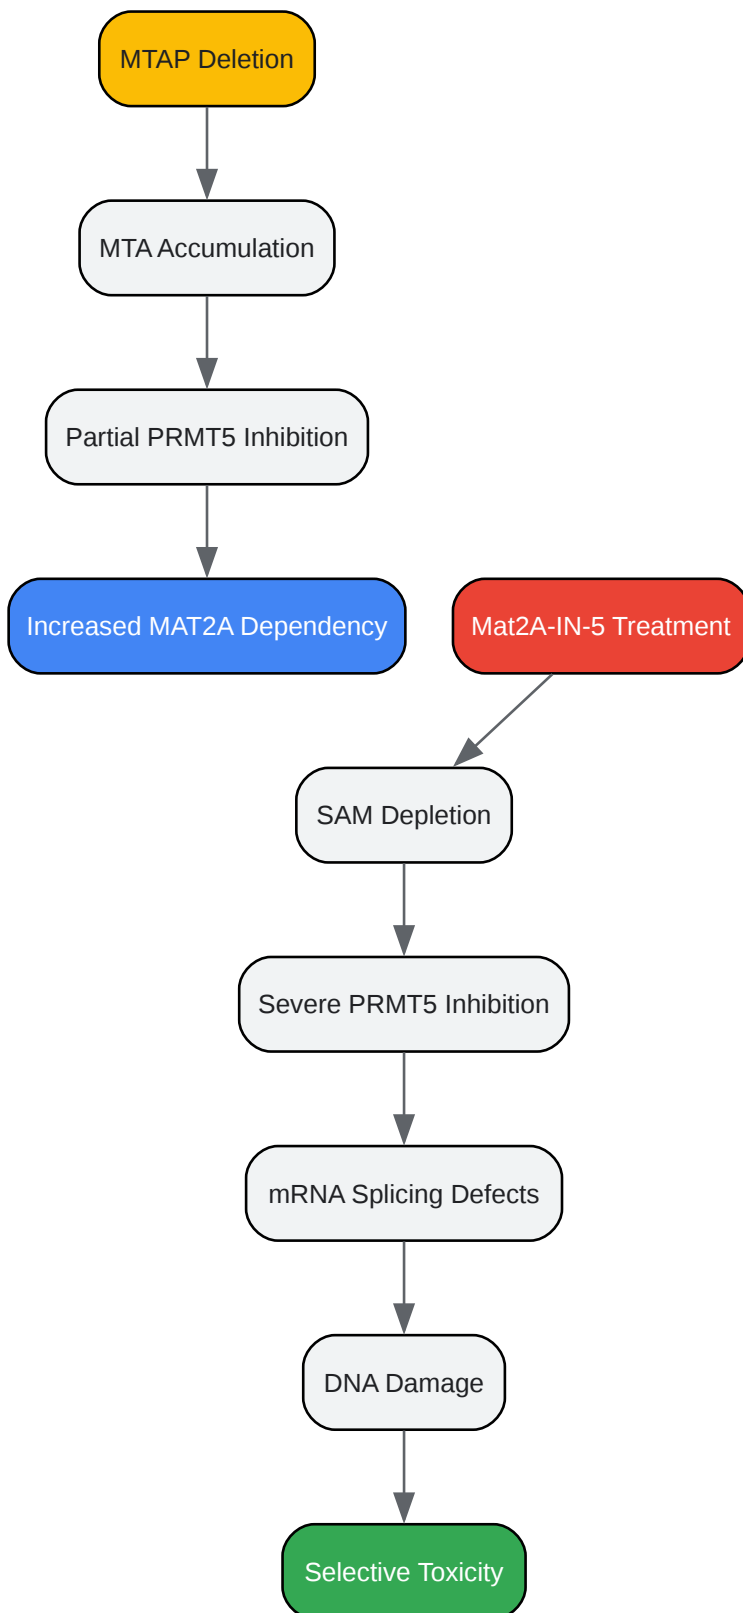 MTAP Deletion
MTA Accumulation
Partial PRMT5 Inhibition
Increased MAT2A Dependency
Mat2A-IN-5 Treatment
SAM Depletion
Severe PRMT5 Inhibition
mRNA Splicing Defects
DNA Damage
Selective Toxicity